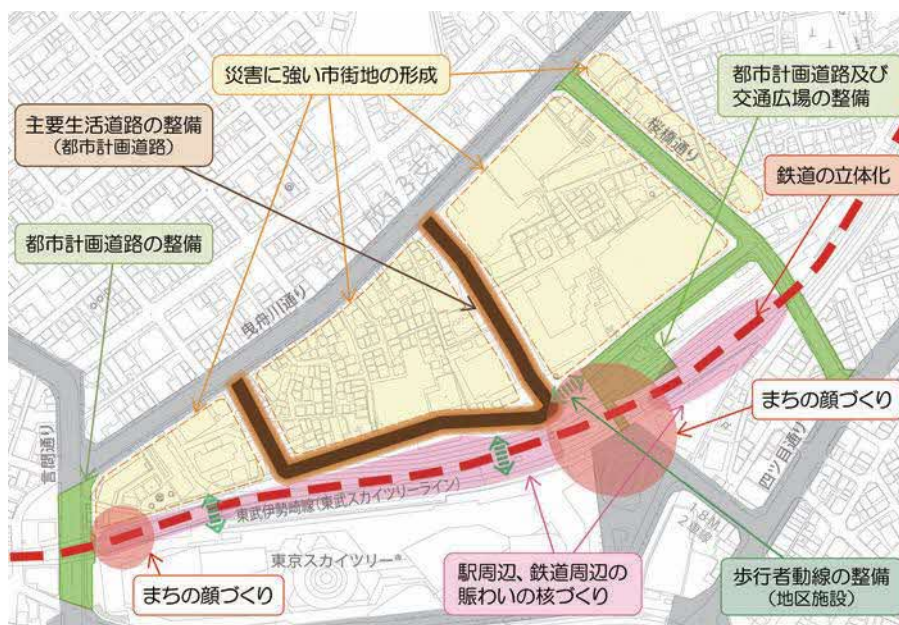 災害に強い市街地の形成
都市計画道路及び
交通広場の整備
主要生活道路の整備
（都市計画道路）
桜橋通り
鉄道の立体化
都市計画道路の整備
曳舟川通り
まちの顔づくり
言問通り
四ツ目通り
東武伊勢崎線（東武スカイツリーライン）
東京スカイツリー®
駅周辺、鉄道周辺の
賑わいの核づくり
歩行者動線の整備
（地区施設）
まちの顔づくり